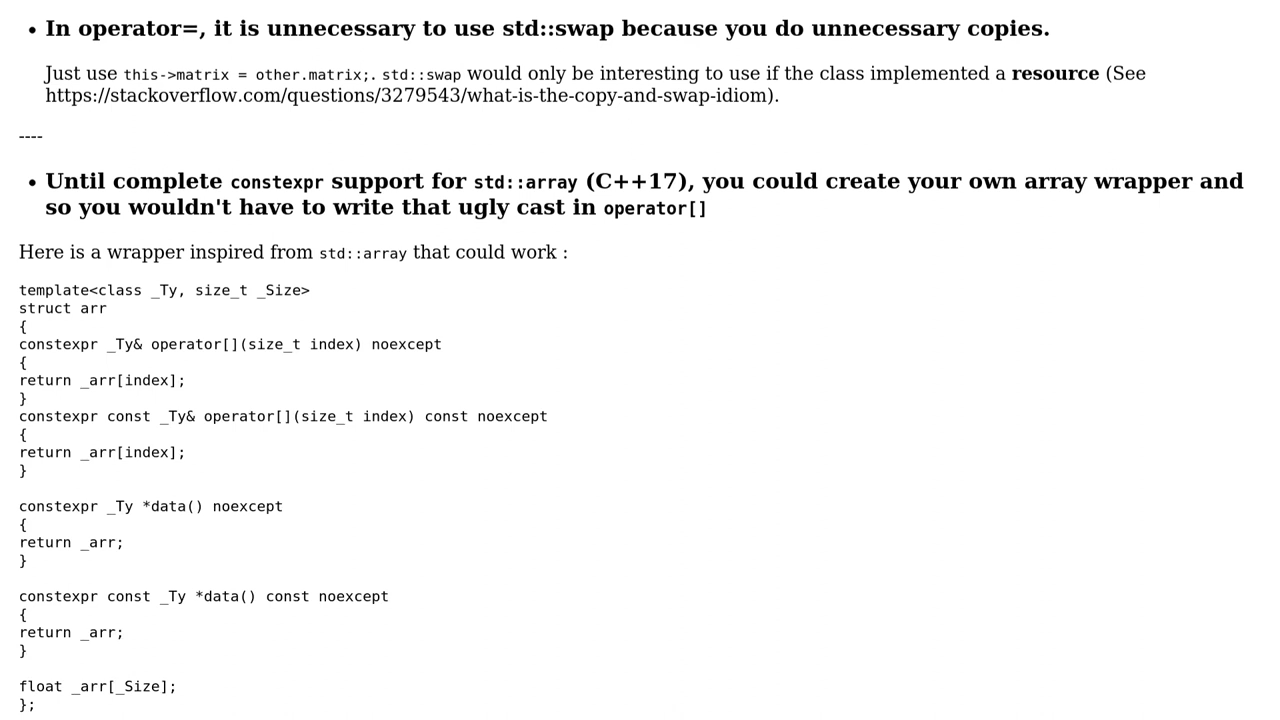 • In operator=, it is unnecessary to use std::swap because you do unnecessary copies.
Just use this->matrix = other.matrix;. std::swap would only be interesting to use if the class implemented a resource (See
https://stackoverflow.com/questions/3279543/what-is-the-copy-and-swap-idiom).
----
• Until complete constexpr support for std::array (C++17), you could create your own array wrapper and
so you wouldn't have to write that ugly cast in operator[]
Here is a wrapper inspired from std::array that could work :
template<class _Ty, size_t _Size>
struct arr
{
constexpr _Ty& operator[](size_t index) noexcept
{
return _arr[index];
}
constexpr const _Ty& operator[](size_t index) const noexcept
{
return _arr[index];
}
constexpr _Ty *data() noexcept
{
return _arr;
}
constexpr const _Ty *data() const noexcept
{
return _arr;
}
float _arr[_Size];
};